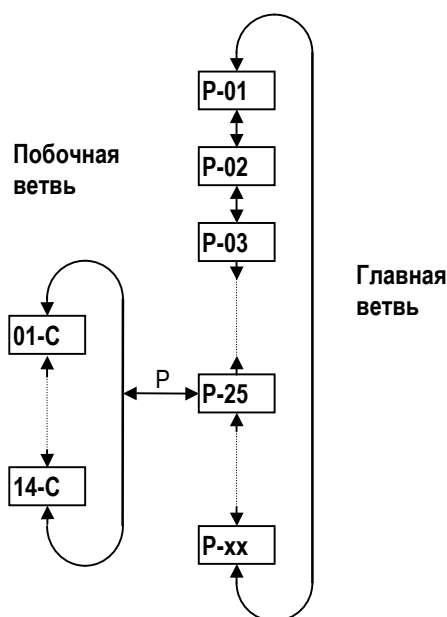 P-01
P-02
P-03
Побочная
ветвь
Главная
ветвь
01-C
P
P-25
14-C
P-xx